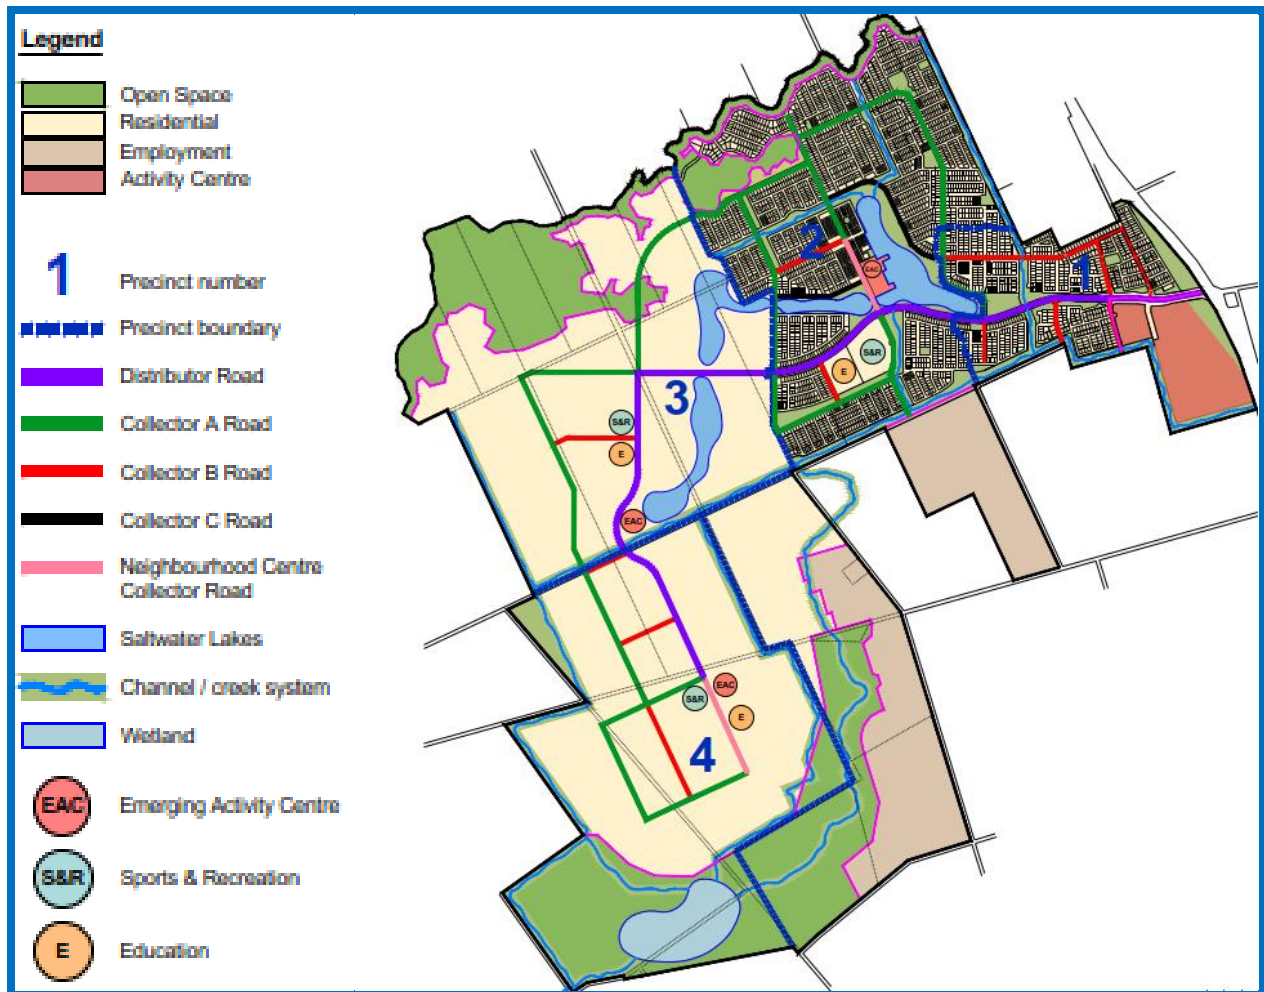 Legend
Open Space
Residential
Employment
Activity Centre
1
Precinct number
Precinct boundary
Distributor Road
Collector A Road
Collector B Road
Collector C Road
Neighbourhood Centre
Collector Road
Saltwater Lakes
Channel / creek system
Wetland
EAC
Emerging Activity Centre
S&R
Sports & Recreation
E
Education
2
EAC
1
S&R
E
3
S&R
E
EAC
EAC
S&R
E
4